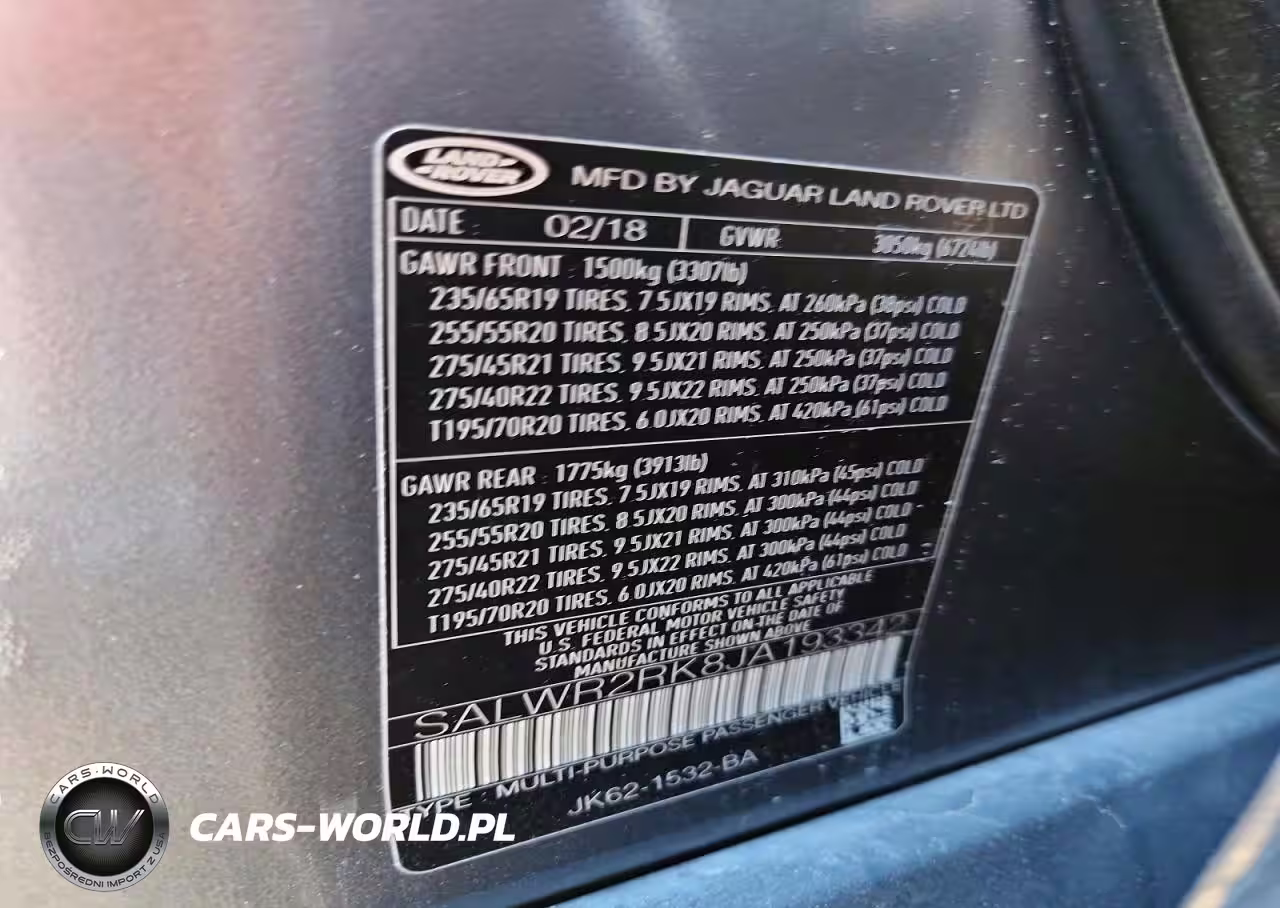 LAND ROVER
MFD BY JAGUAR LAND ROVER LTD
DATE : 02/18 GVWR: 3050kg (6724lb)
GAWR FRONT : 1500kg (3307lb)
235/65R19 TIRES, 7.5JX19 RIMS, AT 260kPa (38psi) COLD
255/55R20 TIRES, 8.5JX20 RIMS, AT 250kPa (37psi) COLD
275/45R21 TIRES, 9.5JX21 RIMS, AT 250kPa (37psi) COLD
275/40R22 TIRES, 9.5JX22 RIMS, AT 250kPa (37psi) COLD
T195/70R20 TIRES, 6.0JX20 RIMS, AT 420kPa (61psi) COLD
GAWR REAR : 1775kg (3913lb)
235/65R19 TIRES, 7.5JX19 RIMS, AT 310kPa (45psi) COLD
255/55R20 TIRES, 8.5JX20 RIMS, AT 300kPa (44psi) COLD
275/45R21 TIRES, 9.5JX21 RIMS, AT 300kPa (44psi) COLD
275/40R22 TIRES, 9.5JX22 RIMS, AT 300kPa (44psi) COLD
T195/70R20 TIRES, 6.0JX20 RIMS, AT 420kPa (61psi) COLD
THIS VEHICLE CONFORMS TO ALL APPLICABLE
U.S. FEDERAL MOTOR VEHICLE SAFETY
STANDARDS IN EFFECT ON THE DATE OF
MANUFACTURE SHOWN ABOVE
SALWR2RK8JA193342
TYPE : MULTI-PURPOSE PASSENGER VEHICLE
JK62-1532-BA
CARS-WORLD
CW
BEZPOŚREDNI IMPORT Z USA
CARS-WORLD.PL